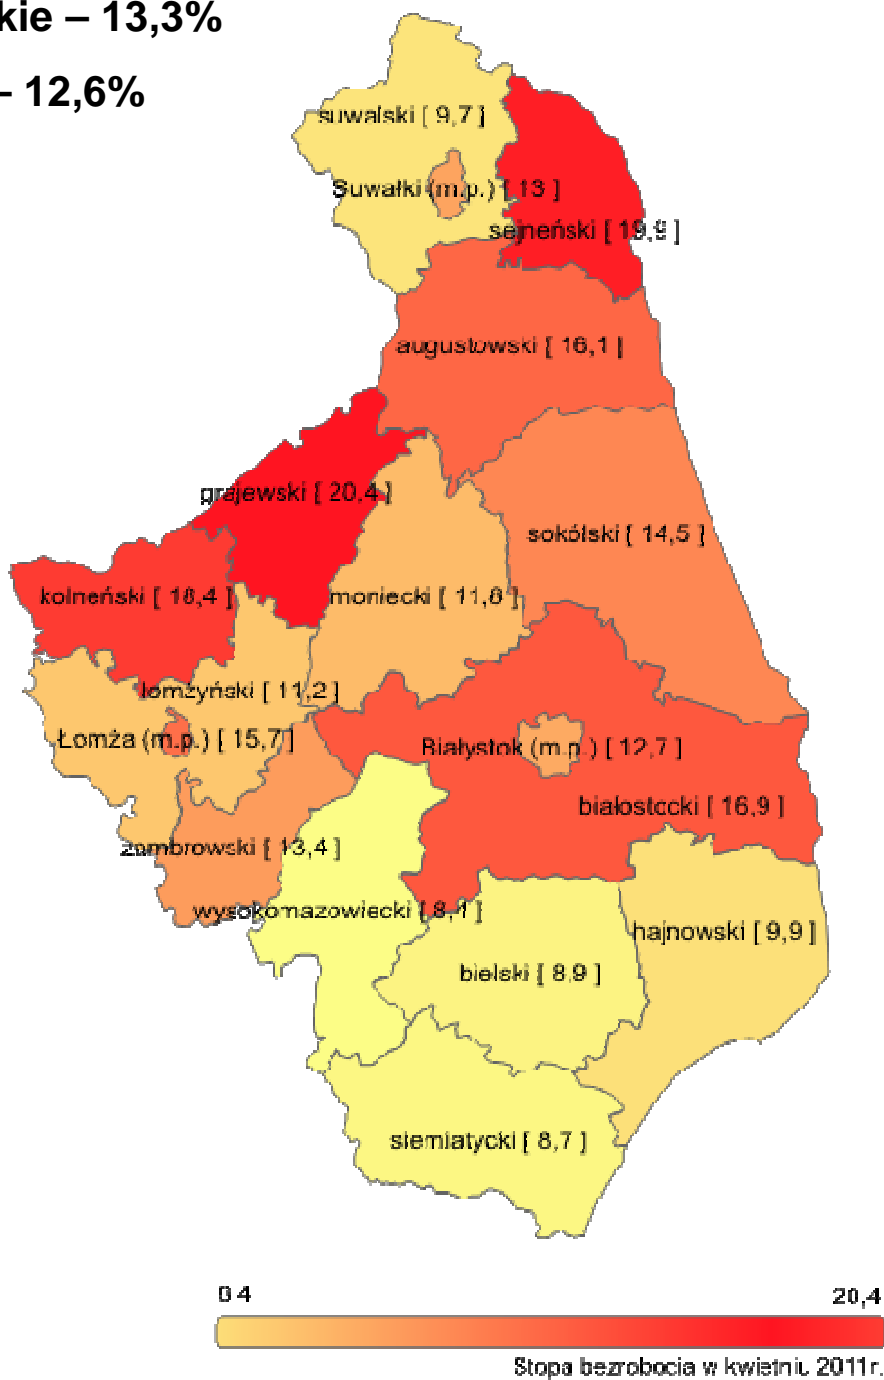 kie – 13,3%
– 12,6%
suwalski [ 9,7 ]
Suwałki (m.p.) [ 13 ]
sejneński [ 19,9 ]
augustowski [ 16,1 ]
grajewski [ 20,4 ]
sokólski [ 14,5 ]
kolneński [ 18,4 ]
moniecki [ 11,8 ]
łomżyński [ 11,2 ]
Łomża (m.p.) [ 15,7 ]
Białystok (m.p.) [ 12,7 ]
białostocki [ 16,9 ]
zambrowski [ 13,4 ]
wysokomazowiecki [ 8,4 ]
hajnowski [ 9,9 ]
bielski [ 8,9 ]
siemiatycki [ 8,7 ]
20,4
Stopa bezrobocia w kwietniu 2011r.